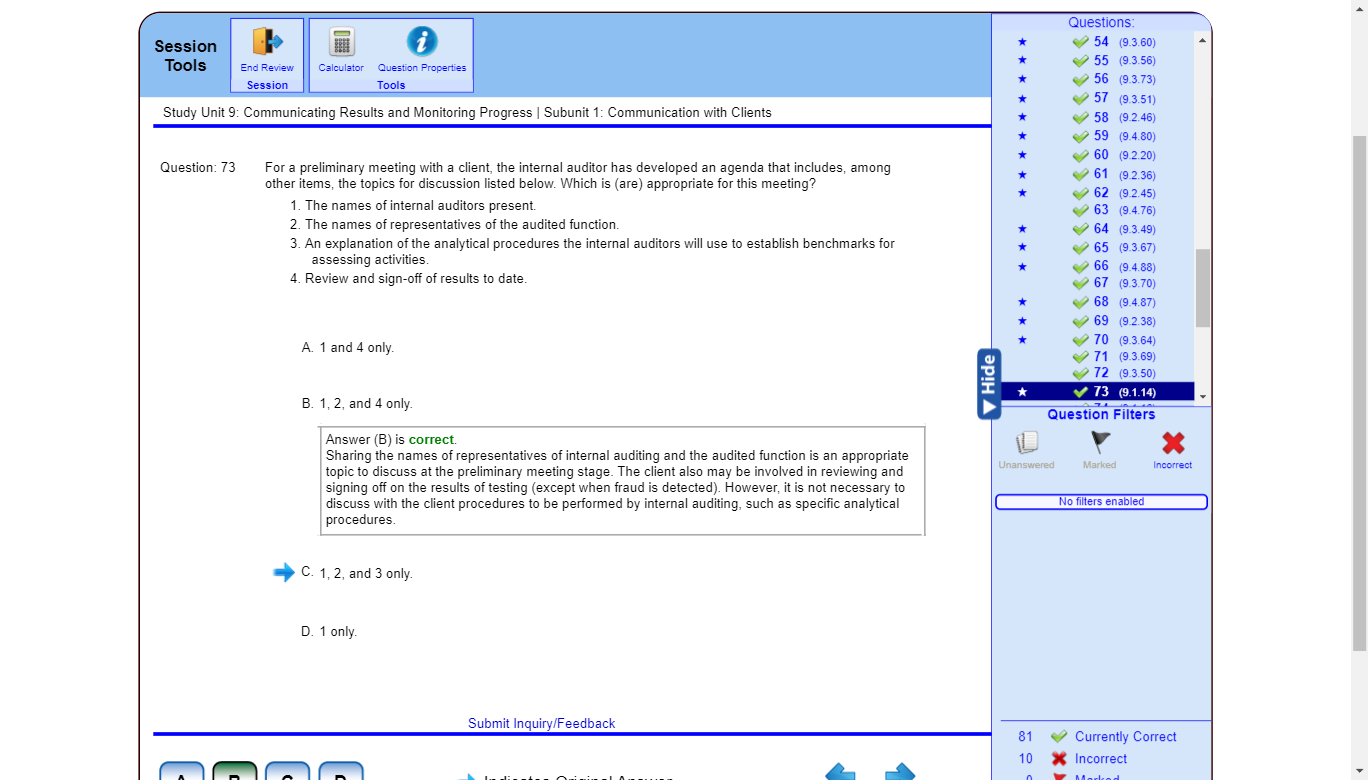 Session Tools
End Review
Session
Calculator
Question Properties
Tools
Study Unit 9: Communicating Results and Monitoring Progress | Subunit 1: Communication with Clients
Question: 73
For a preliminary meeting with a client, the internal auditor has developed an agenda that includes, among
other items, the topics for discussion listed below. Which is (are) appropriate for this meeting?
1. The names of internal auditors present.
2. The names of representatives of the audited function.
3. An explanation of the analytical procedures the internal auditors will use to establish benchmarks for
assessing activities.
4. Review and sign-off of results to date.
A. 1 and 4 only.
B. 1, 2, and 4 only.
Answer (B) is correct.
Sharing the names of representatives of internal auditing and the audited function is an appropriate
topic to discuss at the preliminary meeting stage. The client also may be involved in reviewing and
signing off on the results of testing (except when fraud is detected). However, it is not necessary to
discuss with the client procedures to be performed by internal auditing, such as specific analytical
procedures.
C. 1, 2, and 3 only.
D. 1 only.
Submit Inquiry/Feedback
A B C D
Indicates Original Answer
Questions:
54 (9.3.60)
55 (9.3.56)
56 (9.3.73)
57 (9.3.51)
58 (9.2.46)
59 (9.4.80)
60 (9.2.20)
61 (9.2.36)
62 (9.2.45)
63 (9.4.76)
64 (9.3.49)
65 (9.3.67)
66 (9.4.88)
67 (9.3.70)
68 (9.4.87)
69 (9.2.38)
70 (9.3.64)
71 (9.3.69)
72 (9.3.50)
73 (9.1.14)
Hide
Question Filters
Unanswered
Marked
Incorrect
No filters enabled
81 Currently Correct
10 Incorrect
0 Marked